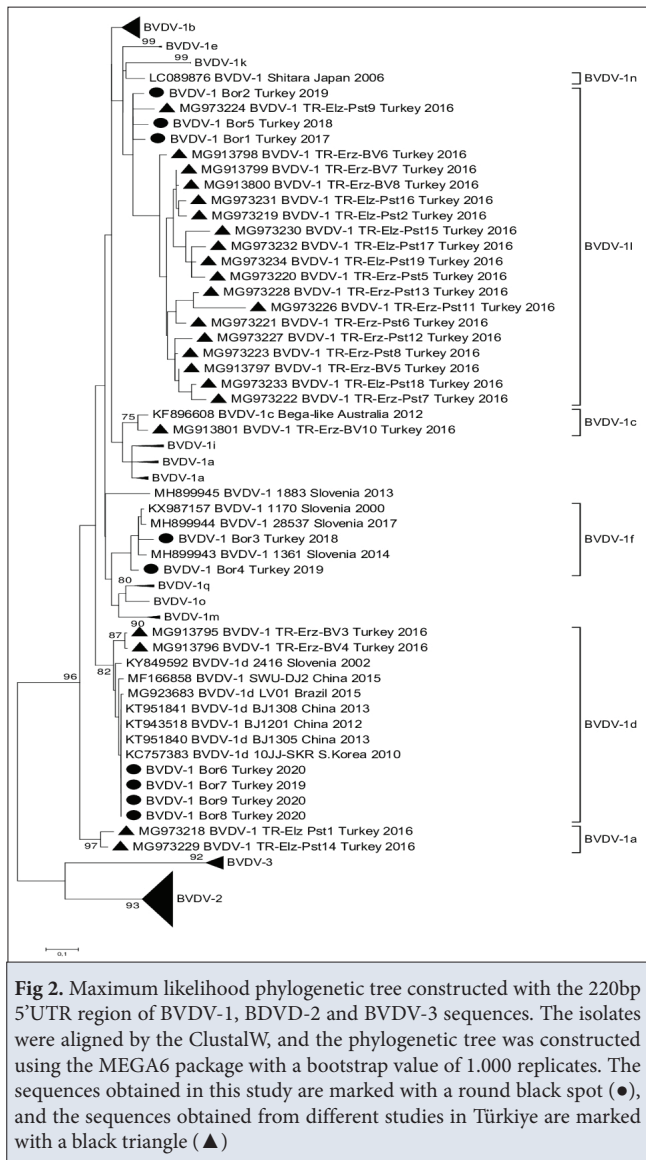 BVDV-1b
99 BVDV-1e
99 BVDV-1k
LC089876 BVDV-1 Shitara Japan 2006
BVDV-1n
● BVDV-1 Bor2 Turkey 2019
▲ MG973224 BVDV-1 TR-Elz-Pst9 Turkey 2016
● BVDV-1 Bor5 Turkey 2018
● BVDV-1 Bor1 Turkey 2017
▲ MG913798 BVDV-1 TR-Erz-BV6 Turkey 2016
▲ MG913799 BVDV-1 TR-Erz-BV7 Turkey 2016
▲ MG913800 BVDV-1 TR-Erz-BV8 Turkey 2016
▲ MG973231 BVDV-1 TR-Elz-Pst16 Turkey 2016
▲ MG973219 BVDV-1 TR-Elz-Pst2 Turkey 2016
▲ MG973230 BVDV-1 TR-Elz-Pst15 Turkey 2016
▲ MG973232 BVDV-1 TR-Elz-Pst17 Turkey 2016
▲ MG973234 BVDV-1 TR-Elz-Pst19 Turkey 2016
▲ MG973220 BVDV-1 TR-Erz-Pst5 Turkey 2016
▲ MG973228 BVDV-1 TR-Erz-Pst13 Turkey 2016
▲ MG973226 BVDV-1 TR-Erz-Pst11 Turkey 2016
▲ MG973221 BVDV-1 TR-Erz-Pst6 Turkey 2016
▲ MG973227 BVDV-1 TR-Erz-Pst12 Turkey 2016
▲ MG973223 BVDV-1 TR-Erz-Pst8 Turkey 2016
▲ MG913797 BVDV-1 TR-Erz-BV5 Turkey 2016
▲ MG973233 BVDV-1 TR-Elz-Pst18 Turkey 2016
▲ MG973222 BVDV-1 TR-Erz-Pst7 Turkey 2016
BVDV-1l
75
KF896608 BVDV-1c Bega-like Australia 2012
▲ MG913801 BVDV-1 TR-Erz-BV10 Turkey 2016
BVDV-1c
BVDV-1i
BVDV-1a
BVDV-1a
MH899945 BVDV-1 1883 Slovenia 2013
KX987157 BVDV-1 1170 Slovenia 2000
MH899944 BVDV-1 28537 Slovenia 2017
● BVDV-1 Bor3 Turkey 2018
MH899943 BVDV-1 1361 Slovenia 2014
● BVDV-1 Bor4 Turkey 2019
BVDV-1f
80 BVDV-1q
BVDV-1o
BVDV-1m
90
87
▲ MG913795 BVDV-1 TR-Erz-BV3 Turkey 2016
▲ MG913796 BVDV-1 TR-Erz-BV4 Turkey 2016
82
96
KY849592 BVDV-1d 2416 Slovenia 2002
MF166858 BVDV-1 SWU-DJ2 China 2015
MG923683 BVDV-1d LV01 Brazil 2015
KT951841 BVDV-1d BJ1308 China 2013
KT943518 BVDV-1 BJ1201 China 2012
KT951840 BVDV-1 BJ1305 China 2013
KC757383 BVDV-1d 10JJ-SKR S.Korea 2010
● BVDV-1 Bor6 Turkey 2020
● BVDV-1 Bor7 Turkey 2019
● BVDV-1 Bor9 Turkey 2020
● BVDV-1 Bor8 Turkey 2020
BVDV-1d
97
▲ MG973218 BVDV-1 TR-Elz Pst1 Turkey 2016
▲ MG973229 BVDV-1 TR-Elz-Pst14 Turkey 2016
BVDV-1a
92 BVDV-3
93 BVDV-2
0.1
Fig 2. Maximum likelihood phylogenetic tree constructed with the 220bp
5'UTR region of BVDV-1, BDVD-2 and BVDV-3 sequences. The isolates
were aligned by the ClustalW, and the phylogenetic tree was constructed
using the MEGA6 package with a bootstrap value of 1.000 replicates. The
sequences obtained in this study are marked with a round black spot (●),
and the sequences obtained from different studies in Türkiye are marked
with a black triangle (▲)